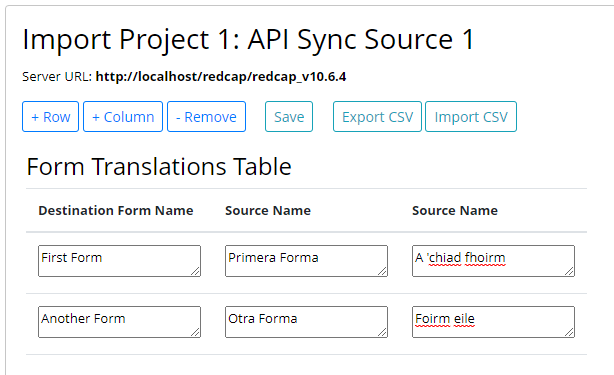 Import Project 1: API Sync Source 1
Server URL: http://localhost/redcap/redcap_v10.6.4
+ Row + Column - Remove Save Export CSV Import CSV
Form Translations Table
Destination Form Name Source Name Source Name
First Form Primera Forma A 'chiad fhoirm
Another Form Otra Forma Foirm eile